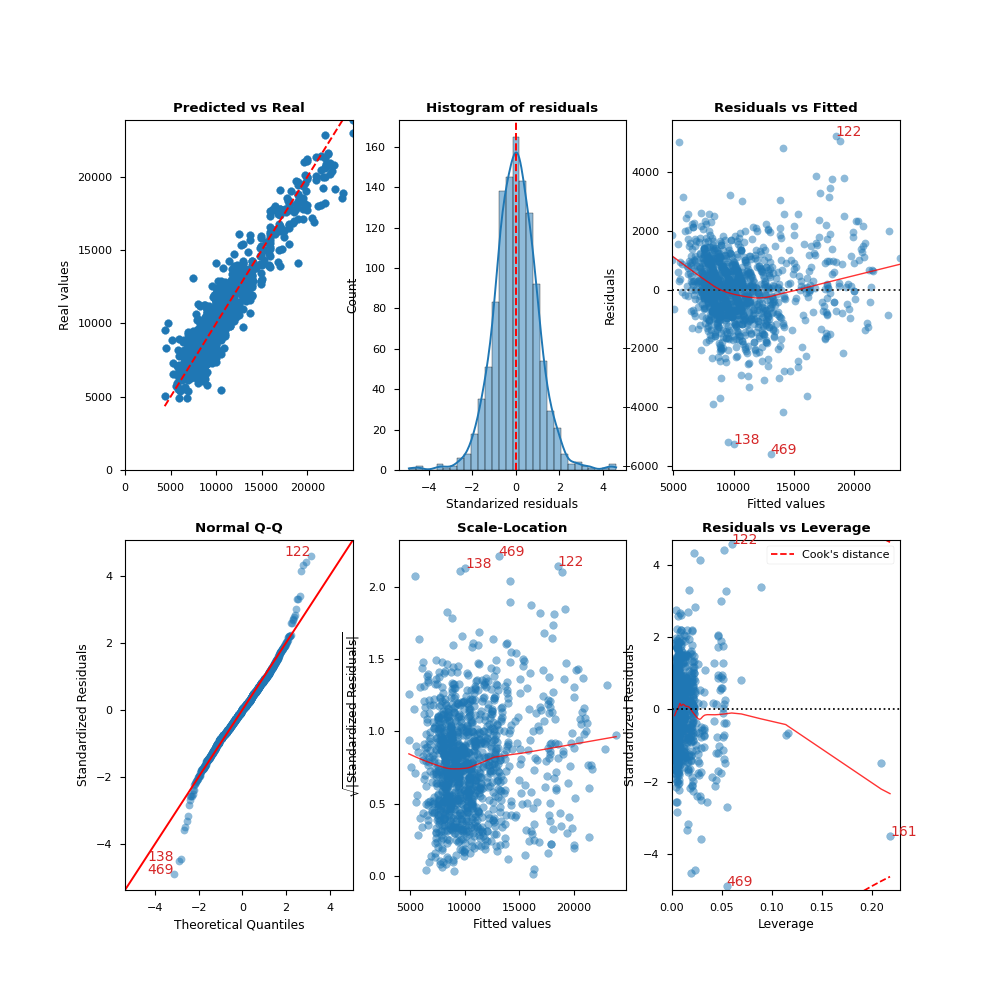 Predicted vs Real
Real values
20000
15000
10000
5000
0
0 5000 10000 15000 20000
Histogram of residuals
Count
160
140
120
100
80
60
40
20
0
−4 −2 0 2 4
Standarized residuals
Residuals vs Fitted
Residuals
4000
2000
0
−2000
−4000
−6000
122
138
469
5000 10000 15000 20000
Fitted values
Normal Q-Q
Standardized Residuals
4
2
0
−2
−4
122
138
469
−4 −2 0 2 4
Theoretical Quantiles
Scale-Location
√|Standardized Residuals|
2.0
1.5
1.0
0.5
0.0
469
138
122
5000 10000 15000 20000
Fitted values
Residuals vs Leverage
Standardized Residuals
4
2
0
−2
−4
122
Cook's distance
161
469
0.00 0.05 0.10 0.15 0.20
Leverage